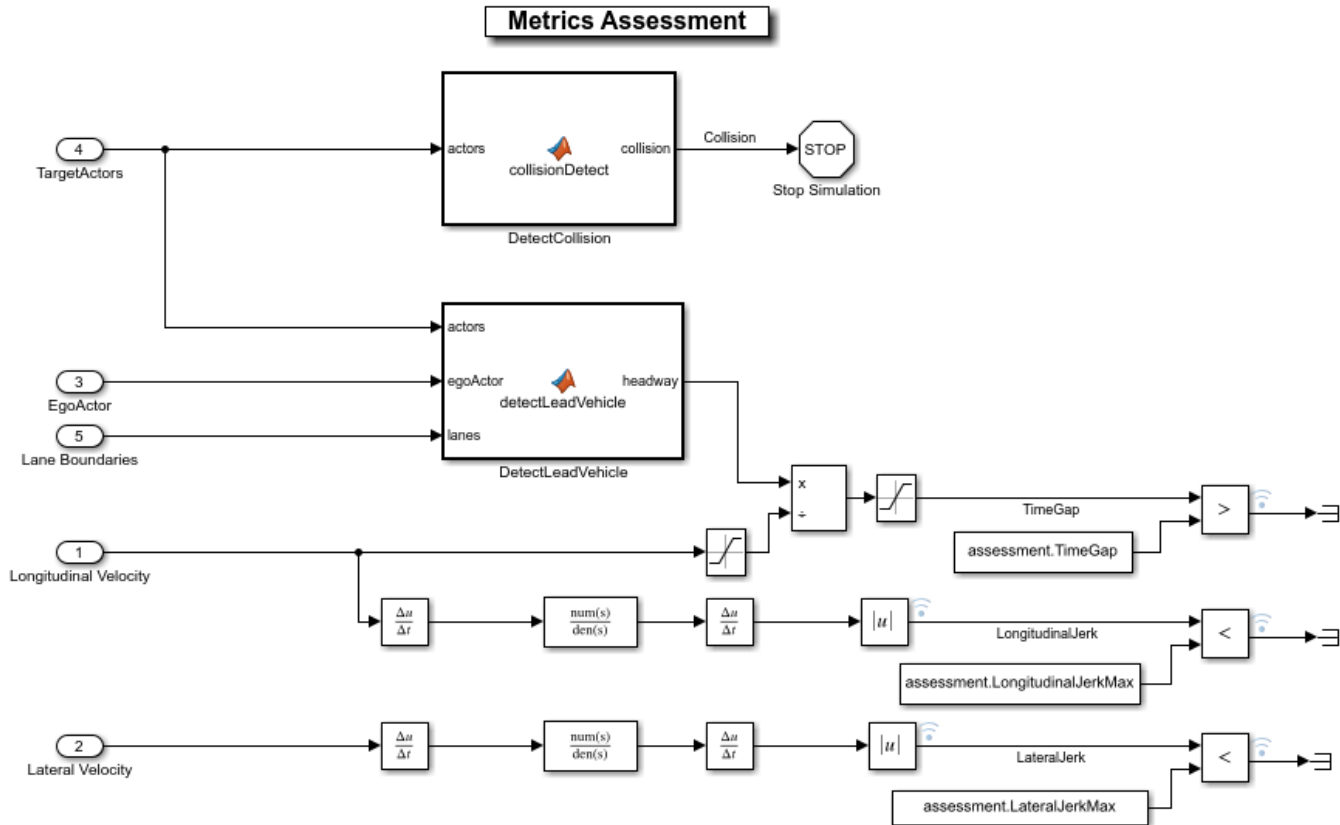 Metrics Assessment
4
TargetActors
actors
collisionDetect
collision
DetectCollision
Collision
STOP
Stop Simulation
actors
3
EgoActor
egoActor
detectLeadVehicle
headway
5
Lane Boundaries
lanes
DetectLeadVehicle
x
÷
TimeGap
>
assessment.TimeGap
1
Longitudinal Velocity
Δu
Δt
num(s)
den(s)
Δu
Δt
|u|
LongitudinalJerk
<
assessment.LongitudinalJerkMax
2
Lateral Velocity
Δu
Δt
num(s)
den(s)
Δu
Δt
|u|
LateralJerk
<
assessment.LateralJerkMax